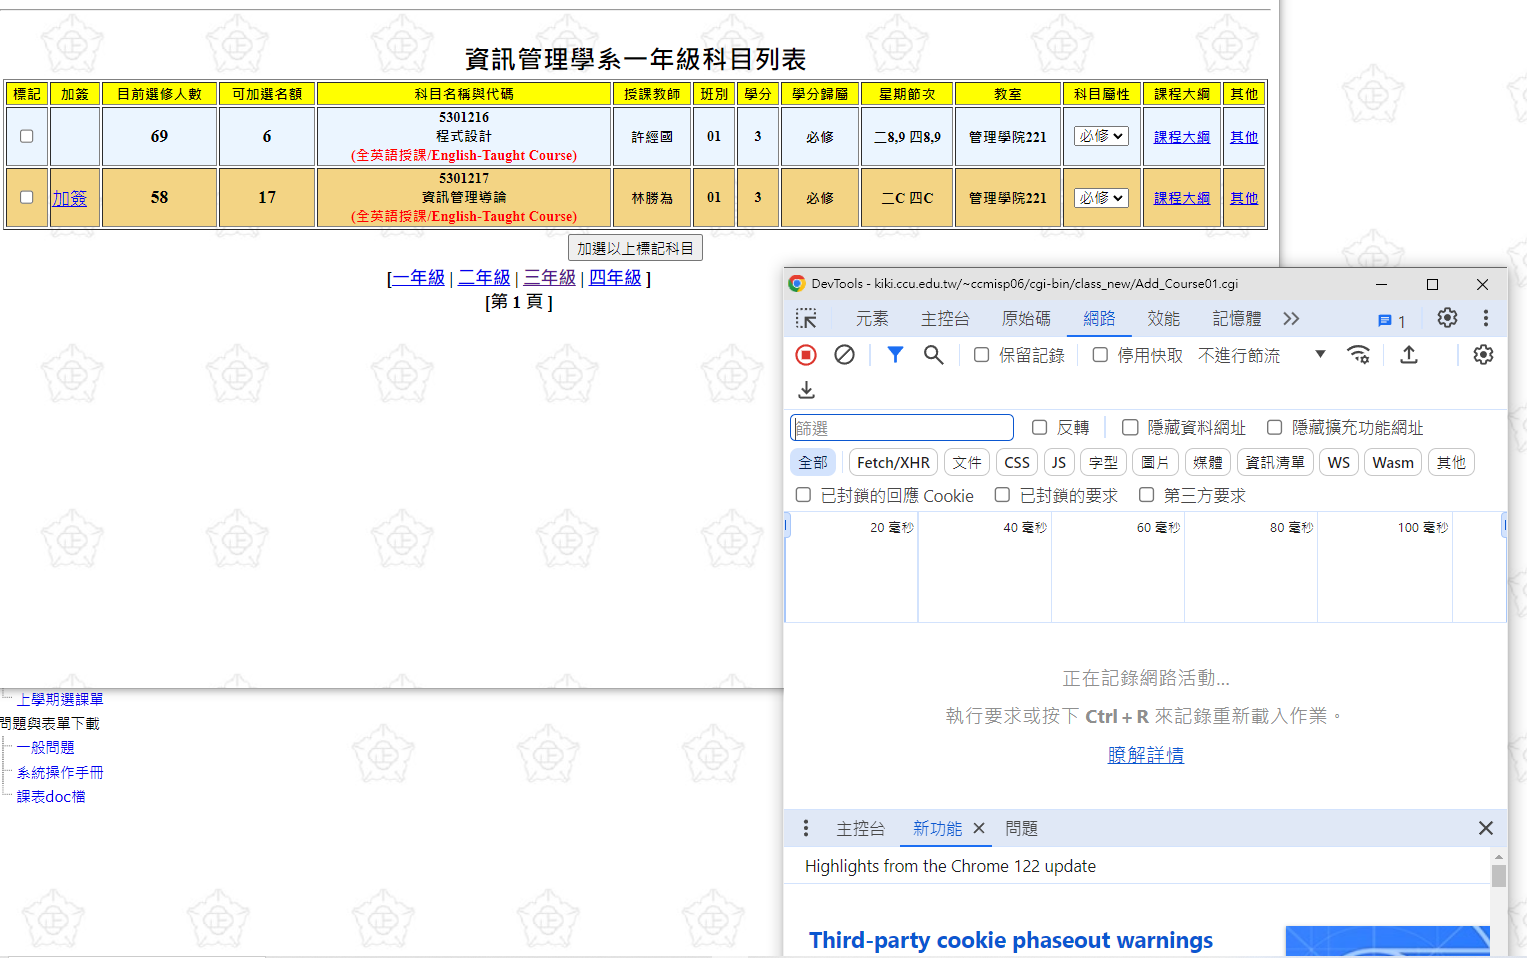 資訊管理學系一年級科目列表
標記 加簽 目前選修人數 可加選名額 科目名稱與代碼 授課教師 班別 學分 學分歸屬 星期節次 教室 科目屬性 課程大綱 其他
5301216
69 6 程式設計 許經國 01 3 必修 二8,9 四8,9 管理學院221 必修 課程大綱 其他
(全英語授課/English-Taught Course)
5301217
加簽 58 17 資訊管理導論 林勝為 01 3 必修 二C 四C 管理學院221 必修 課程大綱 其他
(全英語授課/English-Taught Course)
加選以上標記科目
[一年級 | 二年級 | 三年級 | 四年級 ]
[第 1 頁 ]
上學期選課單
問題與表單下載
一般問題
系統操作手冊
課表doc檔
DevTools - kiki.ccu.edu.tw/~ccmisp06/cgi-bin/class_new/Add_Course01.cgi
元素 主控台 原始碼 網路 效能 記憶體 1
保留記錄 停用快取 不進行節流
篩選 反轉 隱藏資料網址 隱藏擴充功能網址
全部 Fetch/XHR 文件 CSS JS 字型 圖片 媒體 資訊清單 WS Wasm 其他
已封鎖的回應 Cookie 已封鎖的要求 第三方要求
20 毫秒 40 毫秒 60 毫秒 80 毫秒 100 毫秒
正在記錄網路活動...
執行要求或按下 Ctrl + R 來記錄重新載入作業。
瞭解詳情
主控台 新功能 問題
Highlights from the Chrome 122 update
Third-party cookie phaseout warnings